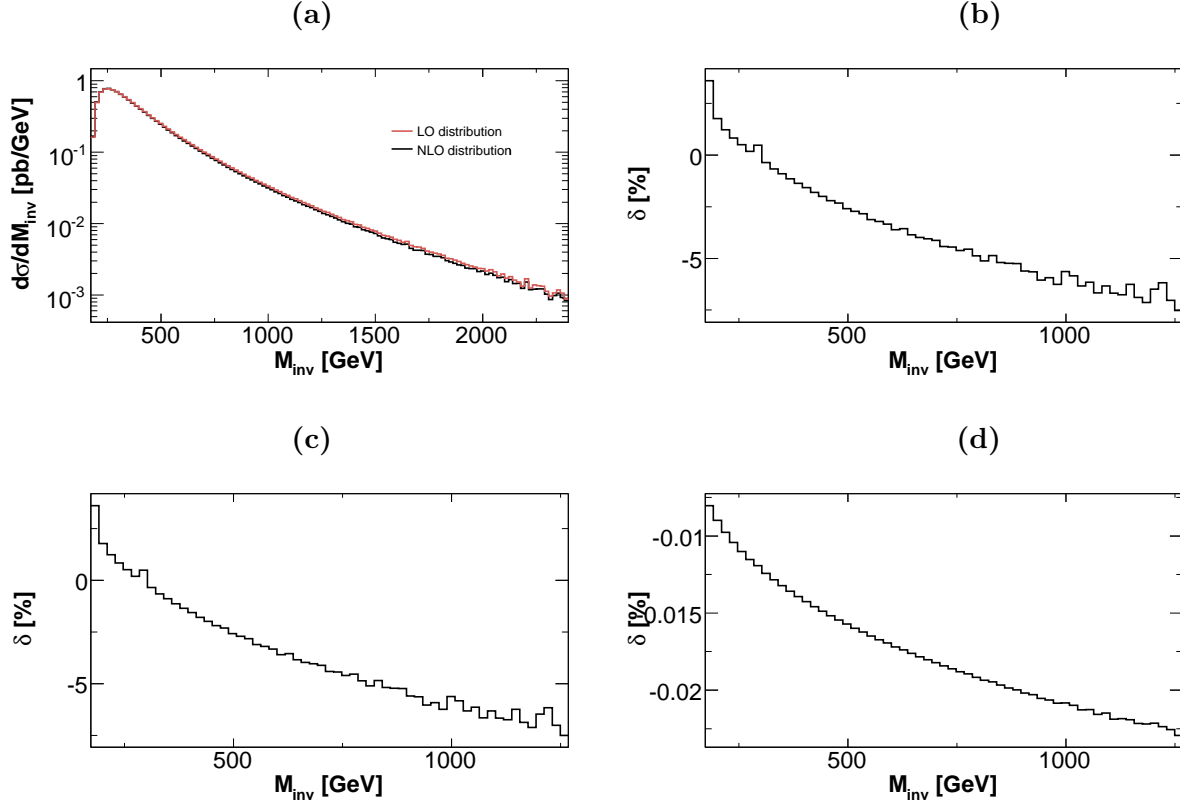 (a)
dσ/dM_inv [pb/GeV]
1
10^-1
10^-2
10^-3
LO distribution
NLO distribution
500 1000 1500 2000
M_inv [GeV]
(b)
δ [%]
0
-5
500 1000
M_inv [GeV]
(c)
δ [%]
0
-5
500 1000
M_inv [GeV]
(d)
δ [%]
-0.01
0.015
-0.02
500 1000
M_inv [GeV]